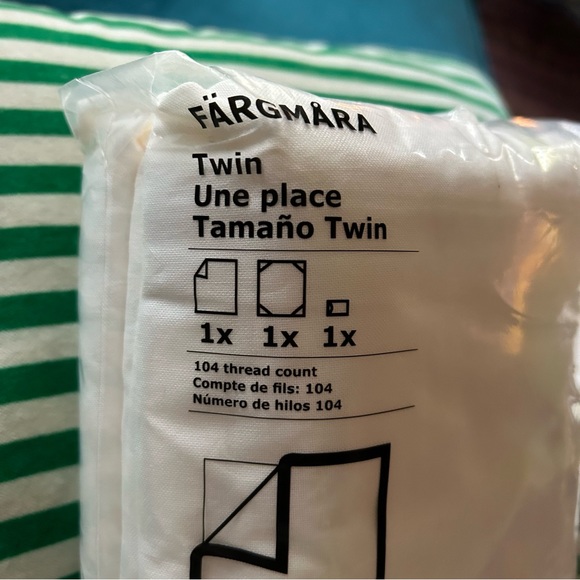 FÄRGMÅRA
Twin
Une place
Tamaño Twin
1x 1x 1x
104 thread count
Compte de fils: 104
Número de hilos 104